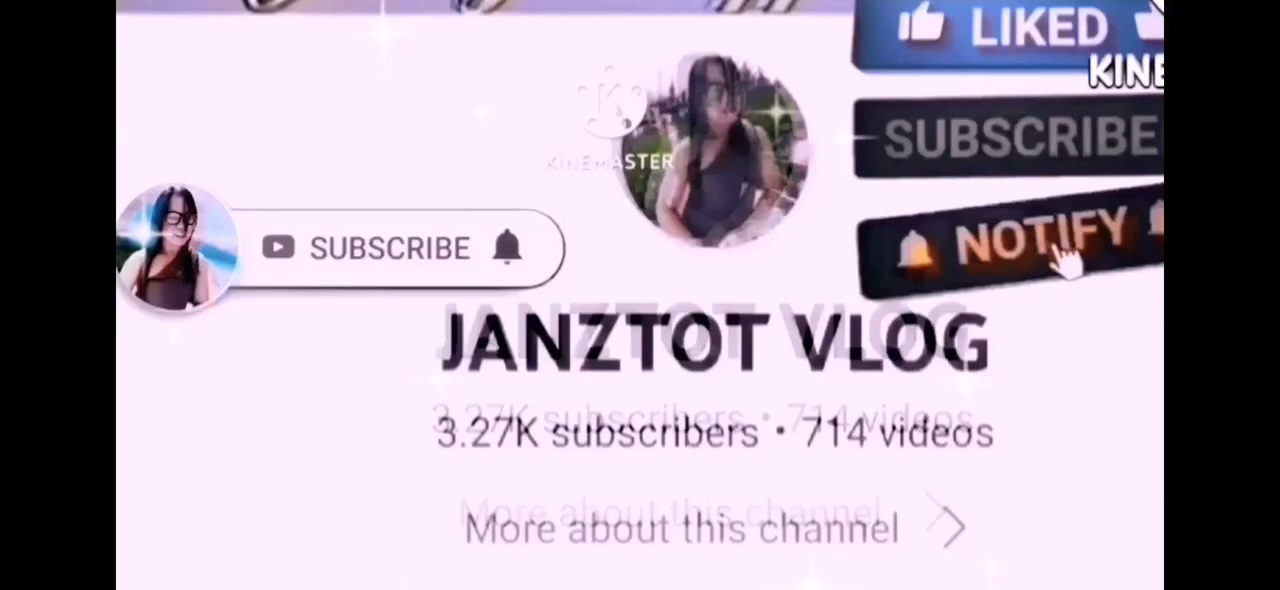 LIKED
KINE
KINEMASTER
SUBSCRIBE
NOTIFY
SUBSCRIBE
JANZTOT VLOG
3.27K subscribers • 714 videos
More about this channel